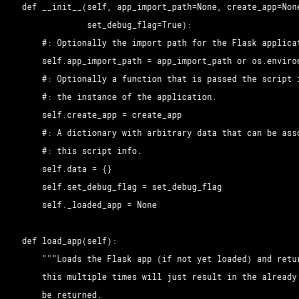 def __init__(self, app_import_path=None, create_app=None
set_debug_flag=True):
#: Optionally the import path for the Flask applicat
self.app_import_path = app_import_path or os.environ
#: Optionally a function that is passed the script i
#: the instance of the application.
self.create_app = create_app
#: A dictionary with arbitrary data that can be asso
#: this script info.
self.data = {}
self.set_debug_flag = set_debug_flag
self._loaded_app = None
def load_app(self):
"""Loads the Flask app (if not yet loaded) and retur
this multiple times will just result in the already
be returned.